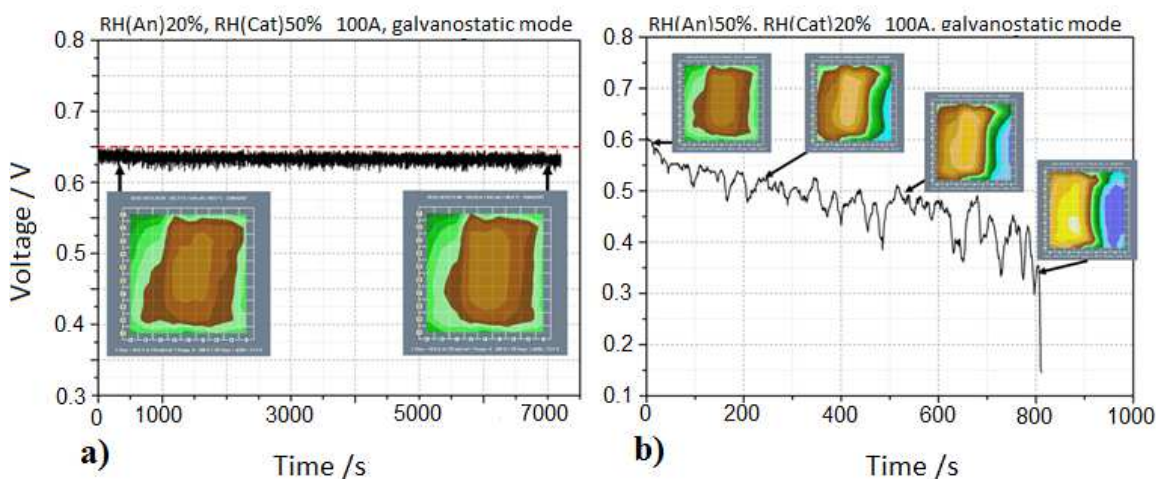 RH(An)20%, RH(Cat)50% 100A, galvanostatic mode
0.8
0.7
0.6
0.5
0.4
0.3
Voltage / V
0 1000 3000 5000 7000
a)
Time /s
RH(An)50%. RH(Cat)20% 100A. galvanostatic mode
0.8
0.7
0.6
0.5
0.4
0.3
0.2
0.1
0 200 400 600 800 1000
b)
Time /s